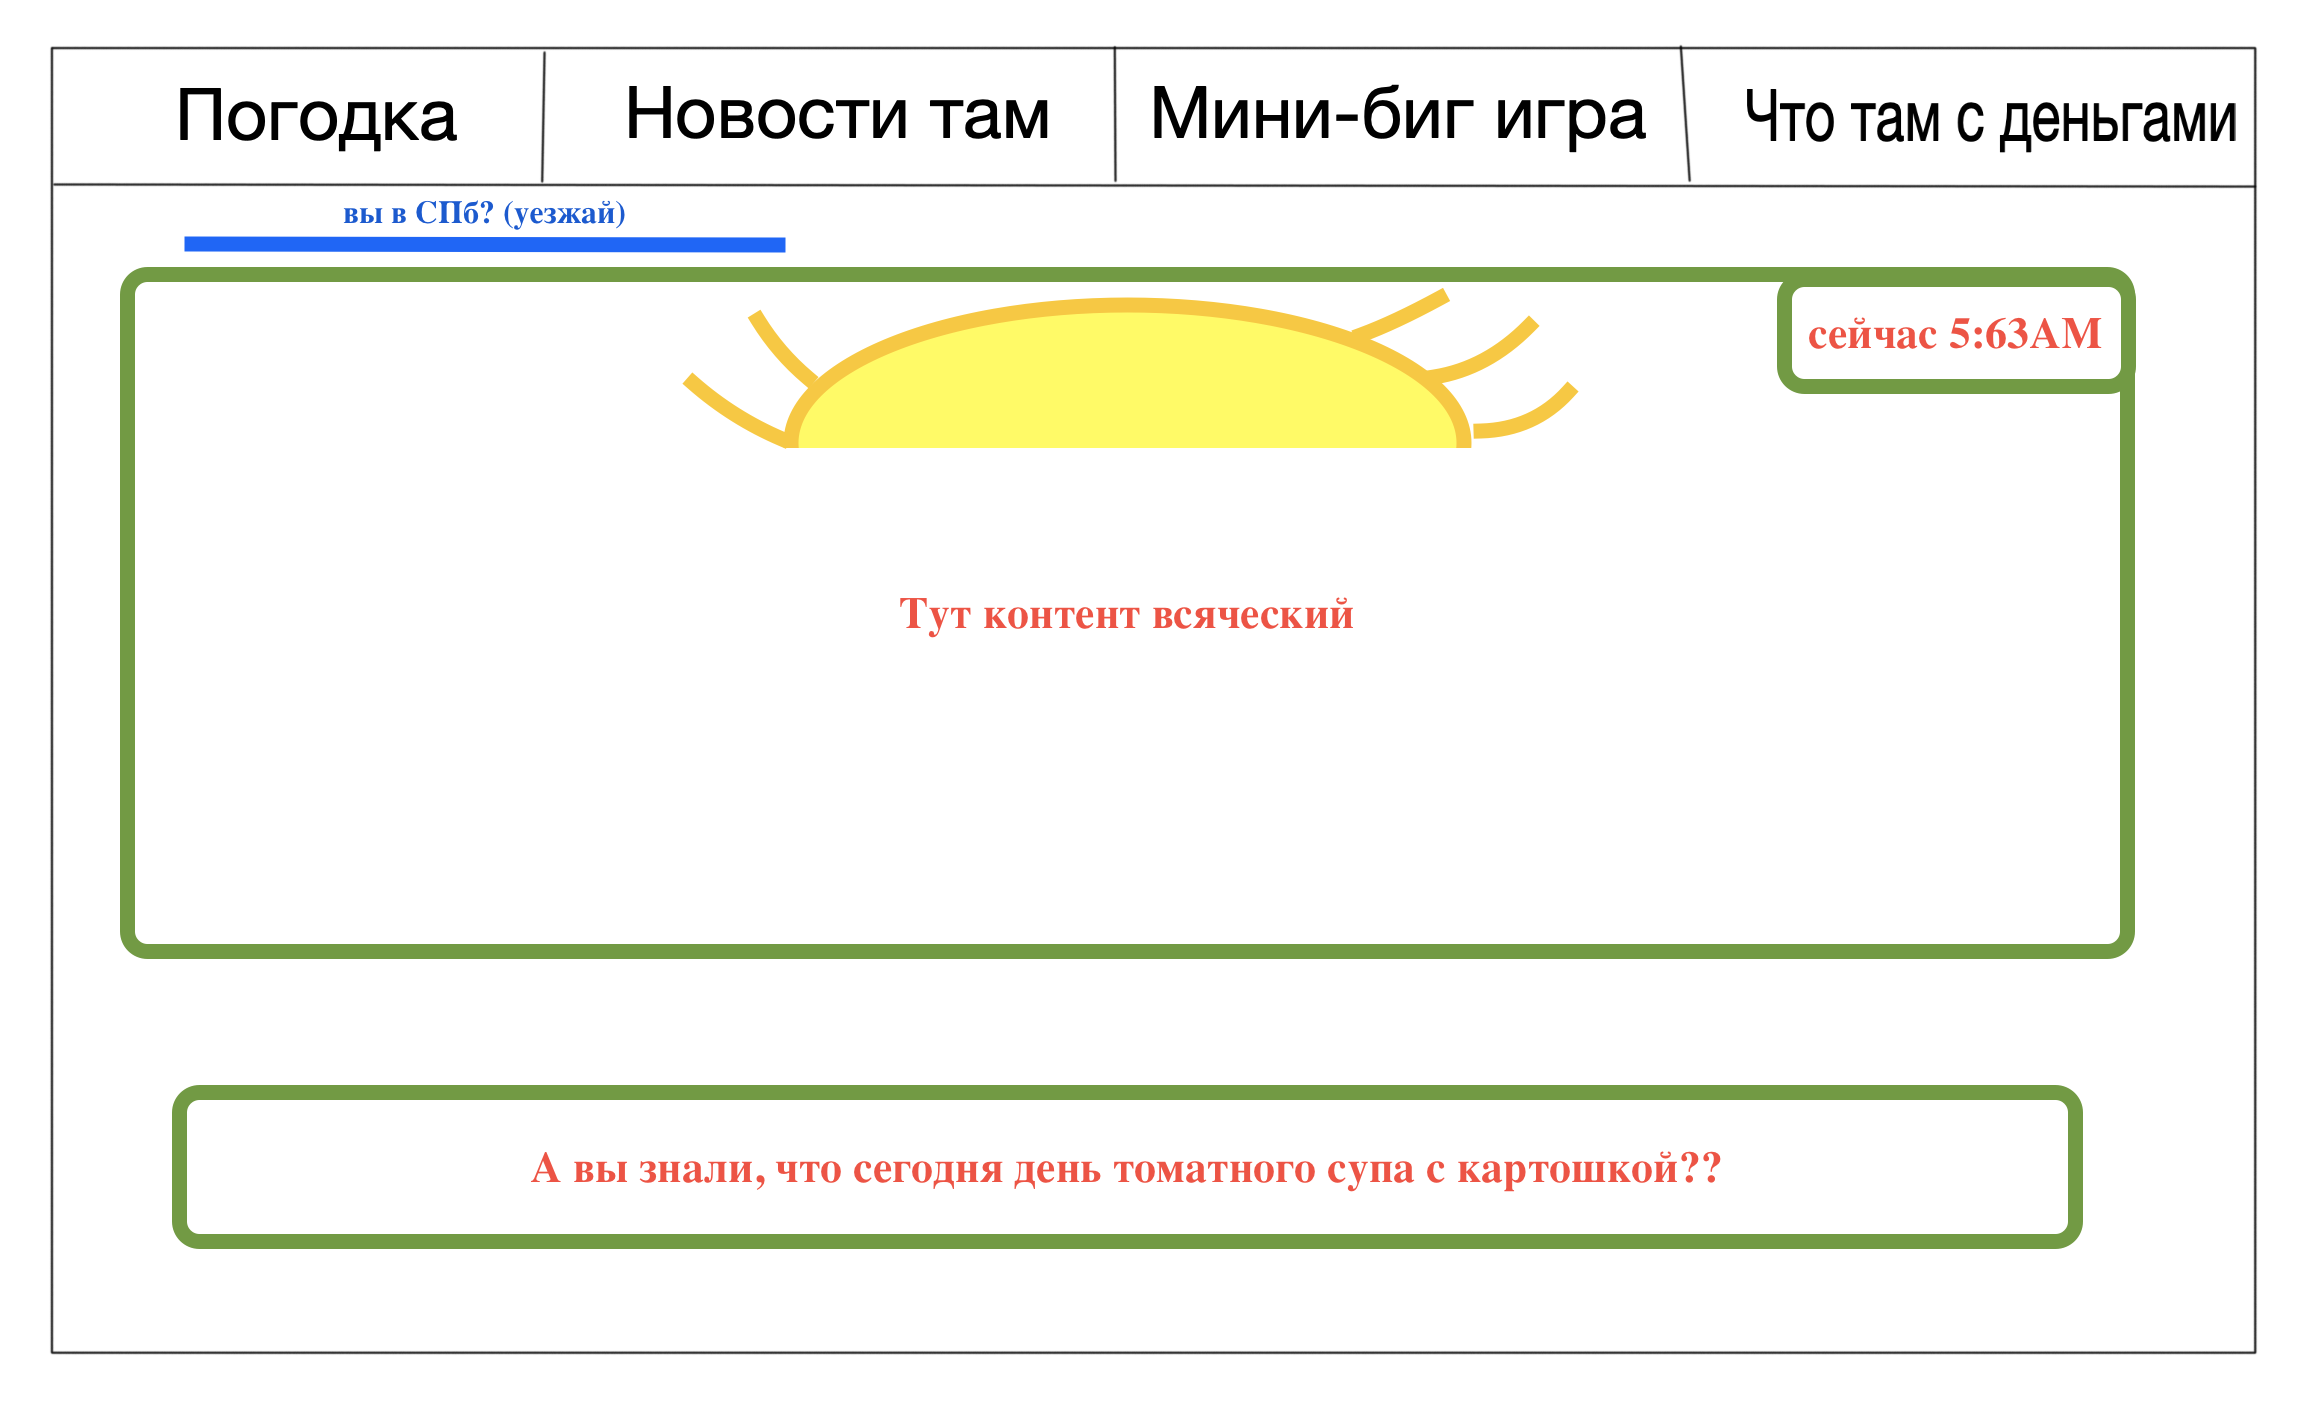 Погодка
Новости там
Мини-биг игра
Что там с деньгами
вы в СПб? (уезжай)
сейчас 5:63AM
Тут контент всяческий
А вы знали, что сегодня день томатного супа с картошкой??